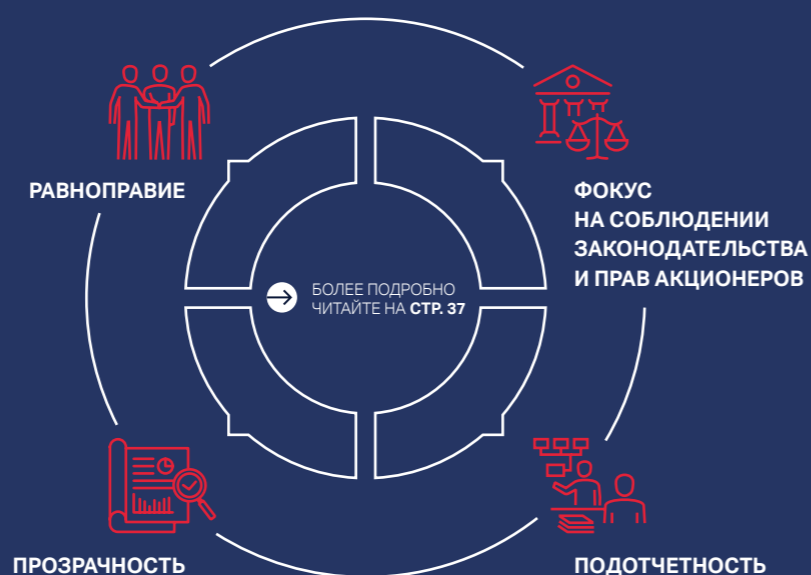 РАВНОПРАВИЕ
ФОКУС
НА СОБЛЮДЕНИИ
ЗАКОНОДАТЕЛЬСТВА
И ПРАВ АКЦИОНЕРОВ
БОЛЕЕ ПОДРОБНО
ЧИТАЙТЕ НА СТР. 37
ПРОЗРАЧНОСТЬ
ПОДОТЧЕТНОСТЬ